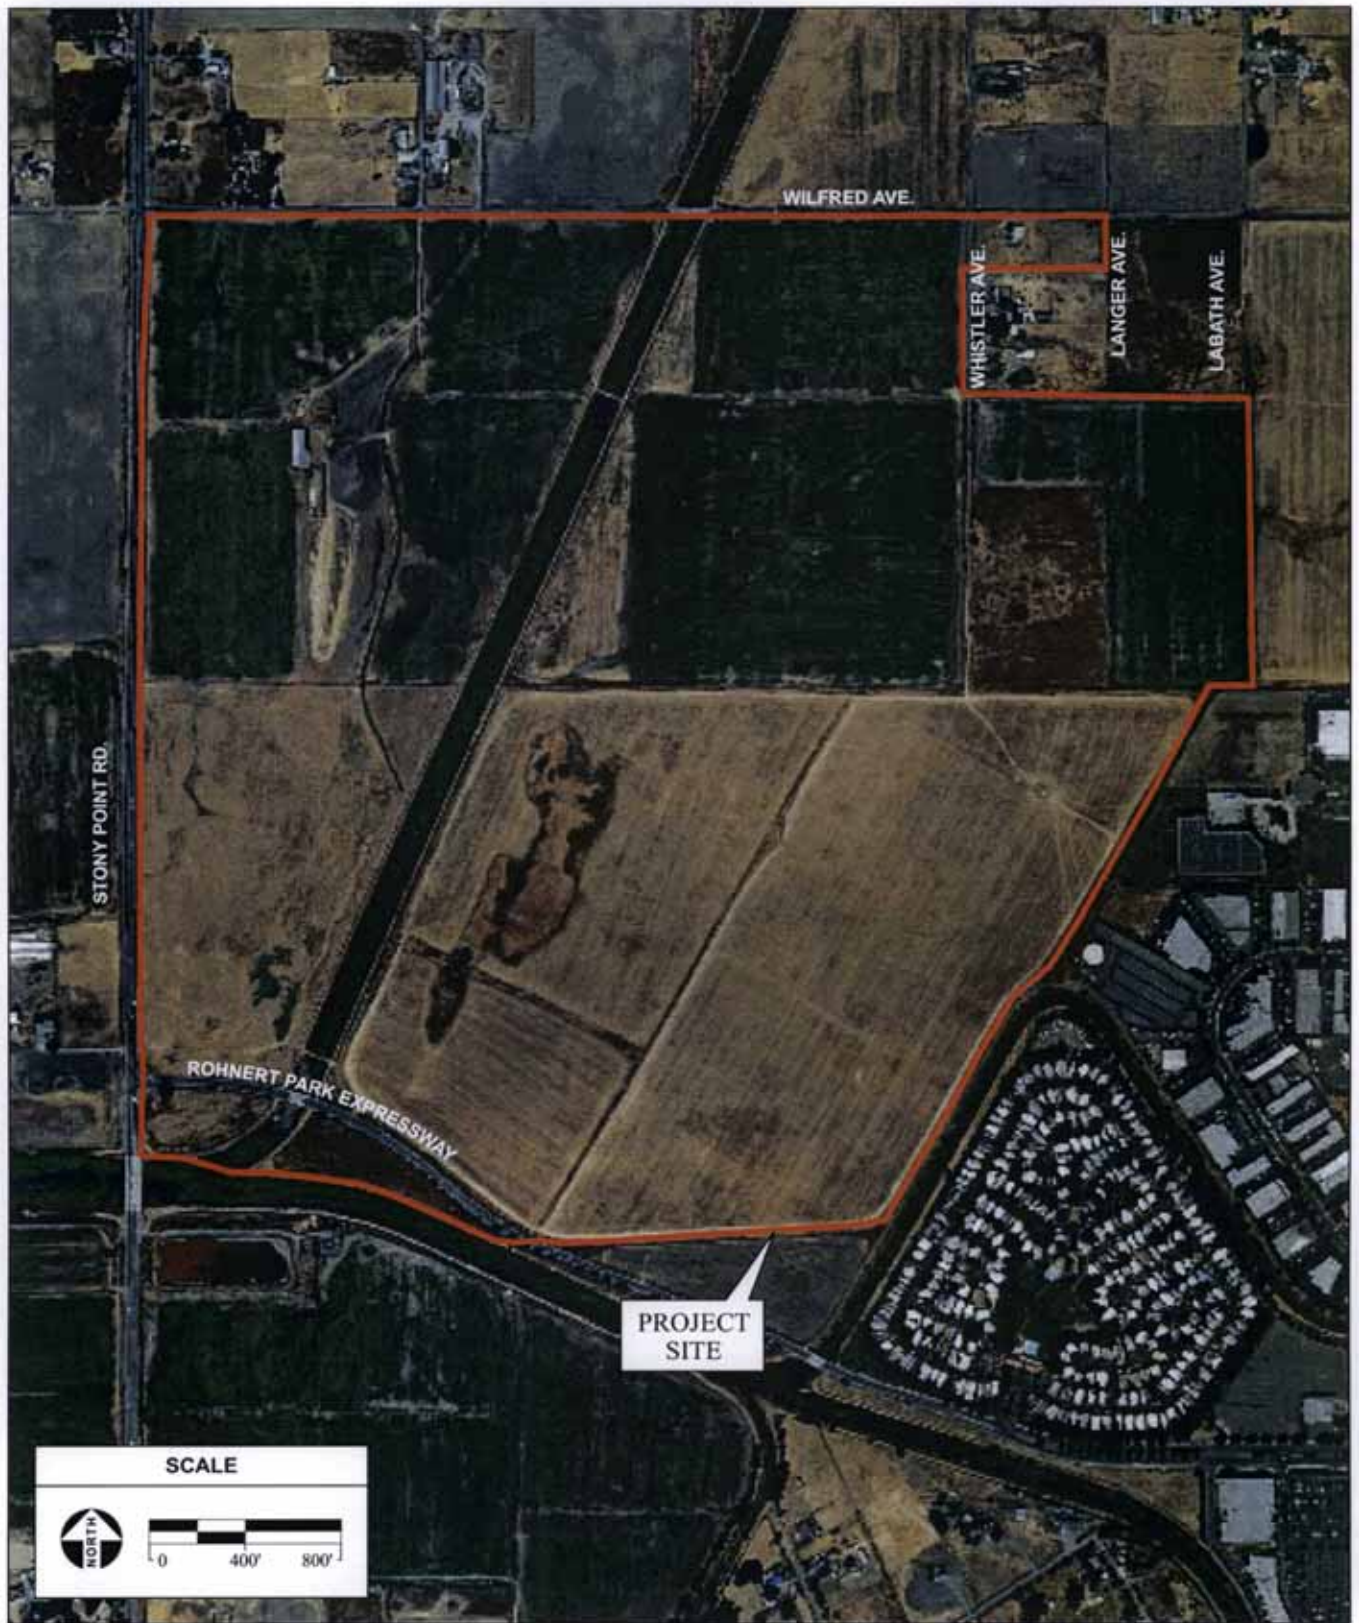 WILFRED AVE.
WHISTLER AVE.
LANGER AVE.
LABATH AVE.
STONY POINT RD.
ROHNERT PARK EXPRESSWAY
PROJECT
SITE
SCALE
NORTH
0 400' 800'